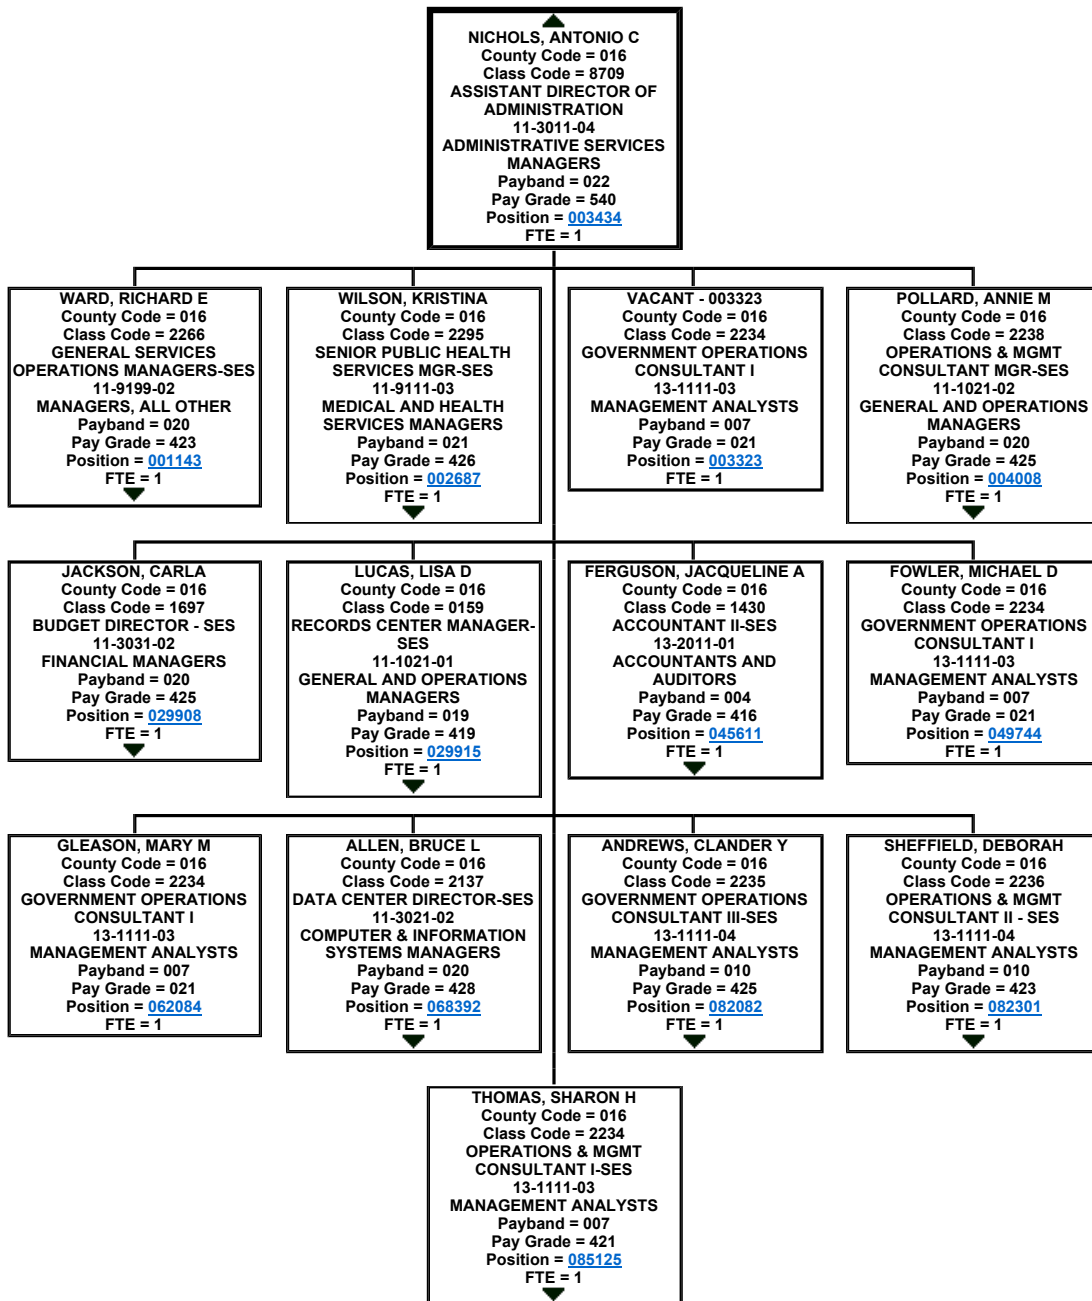 NICHOLS, ANTONIO C
County Code = 016
Class Code = 8709
ASSISTANT DIRECTOR OF
ADMINISTRATION
11-3011-04
ADMINISTRATIVE SERVICES
MANAGERS
Payband = 022
Pay Grade = 540
Position = 003434
FTE = 1
WARD, RICHARD E
County Code = 016
Class Code = 2266
GENERAL SERVICES
OPERATIONS MANAGERS-SES
11-9199-02
MANAGERS, ALL OTHER
Payband = 020
Pay Grade = 423
Position = 001143
FTE = 1
WILSON, KRISTINA
County Code = 016
Class Code = 2295
SENIOR PUBLIC HEALTH
SERVICES MGR-SES
11-9111-03
MEDICAL AND HEALTH
SERVICES MANAGERS
Payband = 021
Pay Grade = 426
Position = 002687
FTE = 1
VACANT - 003323
County Code = 016
Class Code = 2234
GOVERNMENT OPERATIONS
CONSULTANT I
13-1111-03
MANAGEMENT ANALYSTS
Payband = 007
Pay Grade = 021
Position = 003323
FTE = 1
POLLARD, ANNIE M
County Code = 016
Class Code = 2238
OPERATIONS & MGMT
CONSULTANT MGR-SES
11-1021-02
GENERAL AND OPERATIONS
MANAGERS
Payband = 020
Pay Grade = 425
Position = 004008
FTE = 1
JACKSON, CARLA
County Code = 016
Class Code = 1697
BUDGET DIRECTOR - SES
11-3031-02
FINANCIAL MANAGERS
Payband = 020
Pay Grade = 425
Position = 029908
FTE = 1
LUCAS, LISA D
County Code = 016
Class Code = 0159
RECORDS CENTER MANAGER-
SES
11-1021-01
GENERAL AND OPERATIONS
MANAGERS
Payband = 019
Pay Grade = 419
Position = 029915
FTE = 1
FERGUSON, JACQUELINE A
County Code = 016
Class Code = 1430
ACCOUNTANT II-SES
13-2011-01
ACCOUNTANTS AND
AUDITORS
Payband = 004
Pay Grade = 416
Position = 045611
FTE = 1
FOWLER, MICHAEL D
County Code = 016
Class Code = 2234
GOVERNMENT OPERATIONS
CONSULTANT I
13-1111-03
MANAGEMENT ANALYSTS
Payband = 007
Pay Grade = 021
Position = 049744
FTE = 1
GLEASON, MARY M
County Code = 016
Class Code = 2234
GOVERNMENT OPERATIONS
CONSULTANT I
13-1111-03
MANAGEMENT ANALYSTS
Payband = 007
Pay Grade = 021
Position = 062084
FTE = 1
ALLEN, BRUCE L
County Code = 016
Class Code = 2137
DATA CENTER DIRECTOR-SES
11-3021-02
COMPUTER & INFORMATION
SYSTEMS MANAGERS
Payband = 020
Pay Grade = 428
Position = 068392
FTE = 1
ANDREWS, CLANDER Y
County Code = 016
Class Code = 2235
GOVERNMENT OPERATIONS
CONSULTANT III-SES
13-1111-04
MANAGEMENT ANALYSTS
Payband = 010
Pay Grade = 425
Position = 082082
FTE = 1
SHEFFIELD, DEBORAH
County Code = 016
Class Code = 2236
OPERATIONS & MGMT
CONSULTANT II - SES
13-1111-04
MANAGEMENT ANALYSTS
Payband = 010
Pay Grade = 423
Position = 082301
FTE = 1
THOMAS, SHARON H
County Code = 016
Class Code = 2234
OPERATIONS & MGMT
CONSULTANT I-SES
13-1111-03
MANAGEMENT ANALYSTS
Payband = 007
Pay Grade = 421
Position = 085125
FTE = 1